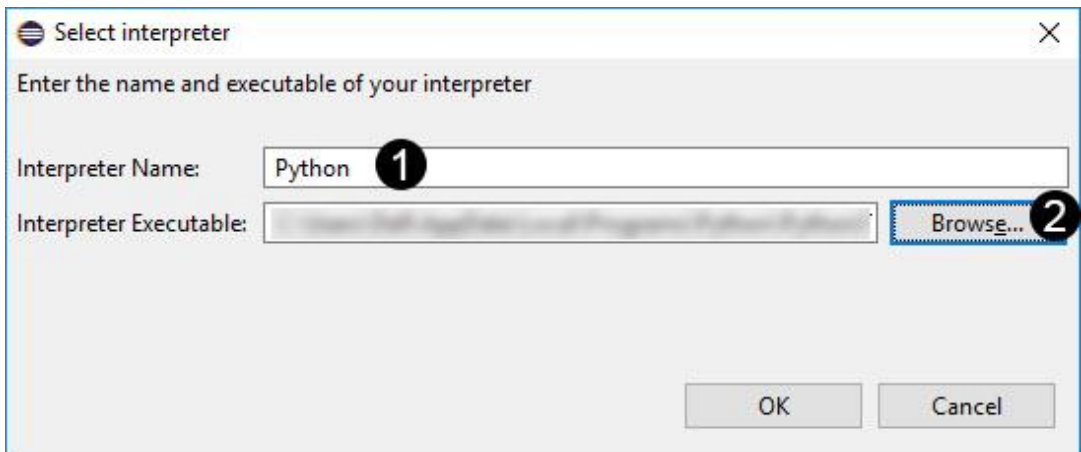 Select interpreter
Enter the name and executable of your interpreter
Interpreter Name: Python 1
Interpreter Executable: Browse... 2
OK Cancel